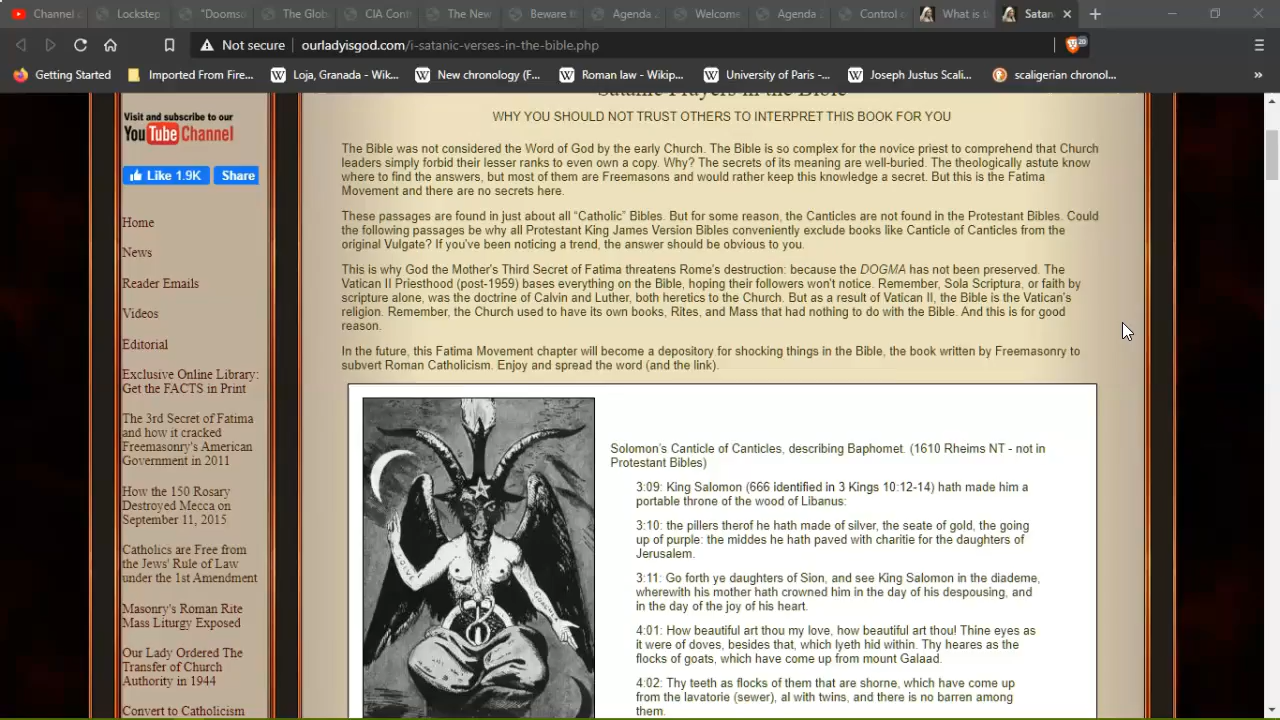 Channel c
Lockstep
"Dooms
The Glob
CIA Cont
The New
Beware th
Agenda 2
Welcome
Agenda
Control o
What is t
Satan
Not secure
ourladyisgod.com/i-satanic-verses-in-the-bible.php
20
Getting Started
Imported From Fire...
Loja, Granada - Wik...
New chronology (F...
Roman law - Wikip...
University of Paris -...
Joseph Justus Scali...
scaligerian chronol...
»
Visit and subscribe to our
YouTube Channel
Like 1.9K
Share
Home
News
Reader Emails
Videos
Editorial
Exclusive Online Library:
Get the FACTS in Print
The 3rd Secret of Fatima
and how it cracked
Freemasonry's American
Government in 2011
How the 150 Rosary
Destroyed Mecca on
September 11, 2015
Catholics are Free from
the Jews' Rule of Law
under the 1st Amendment
Masonry's Roman Rite
Mass Liturgy Exposed
Our Lady Ordered The
Transfer of Church
Authority in 1944
Convert to Catholicism
Satanic Prayers in the Bible
WHY YOU SHOULD NOT TRUST OTHERS TO INTERPRET THIS BOOK FOR YOU
The Bible was not considered the Word of God by the early Church. The Bible is so complex for the novice priest to comprehend that Church
leaders simply forbid their lesser ranks to even own a copy. Why? The secrets of its meaning are well-buried. The theologically astute know
where to find the answers, but most of them are Freemasons and would rather keep this knowledge a secret. But this is the Fatima
Movement and there are no secrets here.
These passages are found in just about all “Catholic” Bibles. But for some reason, the Canticles are not found in the Protestant Bibles. Could
the following passages be why all Protestant King James Version Bibles conveniently exclude books like Canticle of Canticles from the
original Vulgate? If you've been noticing a trend, the answer should be obvious to you.
This is why God the Mother's Third Secret of Fatima threatens Rome's destruction: because the DOGMA has not been preserved. The
Vatican II Priesthood (post-1959) bases everything on the Bible, hoping their followers won't notice. Remember, Sola Scriptura, or faith by
scripture alone, was the doctrine of Calvin and Luther, both heretics to the Church. But as a result of Vatican II, the Bible is the Vatican's
religion. Remember, the Church used to have its own books, Rites, and Mass that had nothing to do with the Bible. And this is for good
reason.
In the future, this Fatima Movement chapter will become a depository for shocking things in the Bible, the book written by Freemasonry to
subvert Roman Catholicism. Enjoy and spread the word (and the link).
Solomon's Canticle of Canticles, describing Baphomet. (1610 Rheims NT - not in
Protestant Bibles)
3:09: King Salomon (666 identified in 3 Kings 10:12-14) hath made him a
portable throne of the wood of Libanus:
3:10: the pillers therof he hath made of silver, the seate of gold, the going
up of purple: the middes he hath paved with charitie for the daughters of
Jerusalem.
3:11: Go forth ye daughters of Sion, and see King Salomon in the diademe,
wherewith his mother hath crowned him in the day of his despousing, and
in the day of the joy of his heart.
4:01: How beautiful art thou my love, how beautiful art thou! Thine eyes as
it were of doves, besides that, which lyeth hid within. Thy heares as the
flocks of goats, which have come up from mount Galaad.
4:02: Thy teeth as flocks of them that are shorne, which have come up
from the lavatorie (sewer), al with twins, and there is no barren among
them.